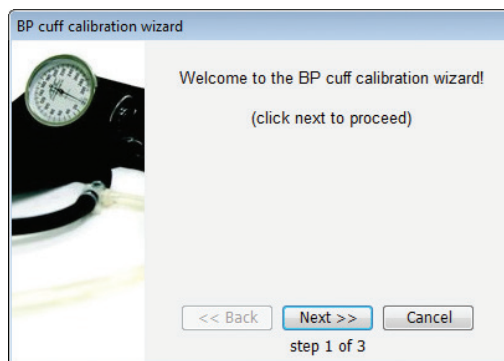 BP cuff calibration wizard
Welcome to the BP cuff calibration wizard!
(click next to proceed)
<< Back Next >> Cancel
step 1 of 3